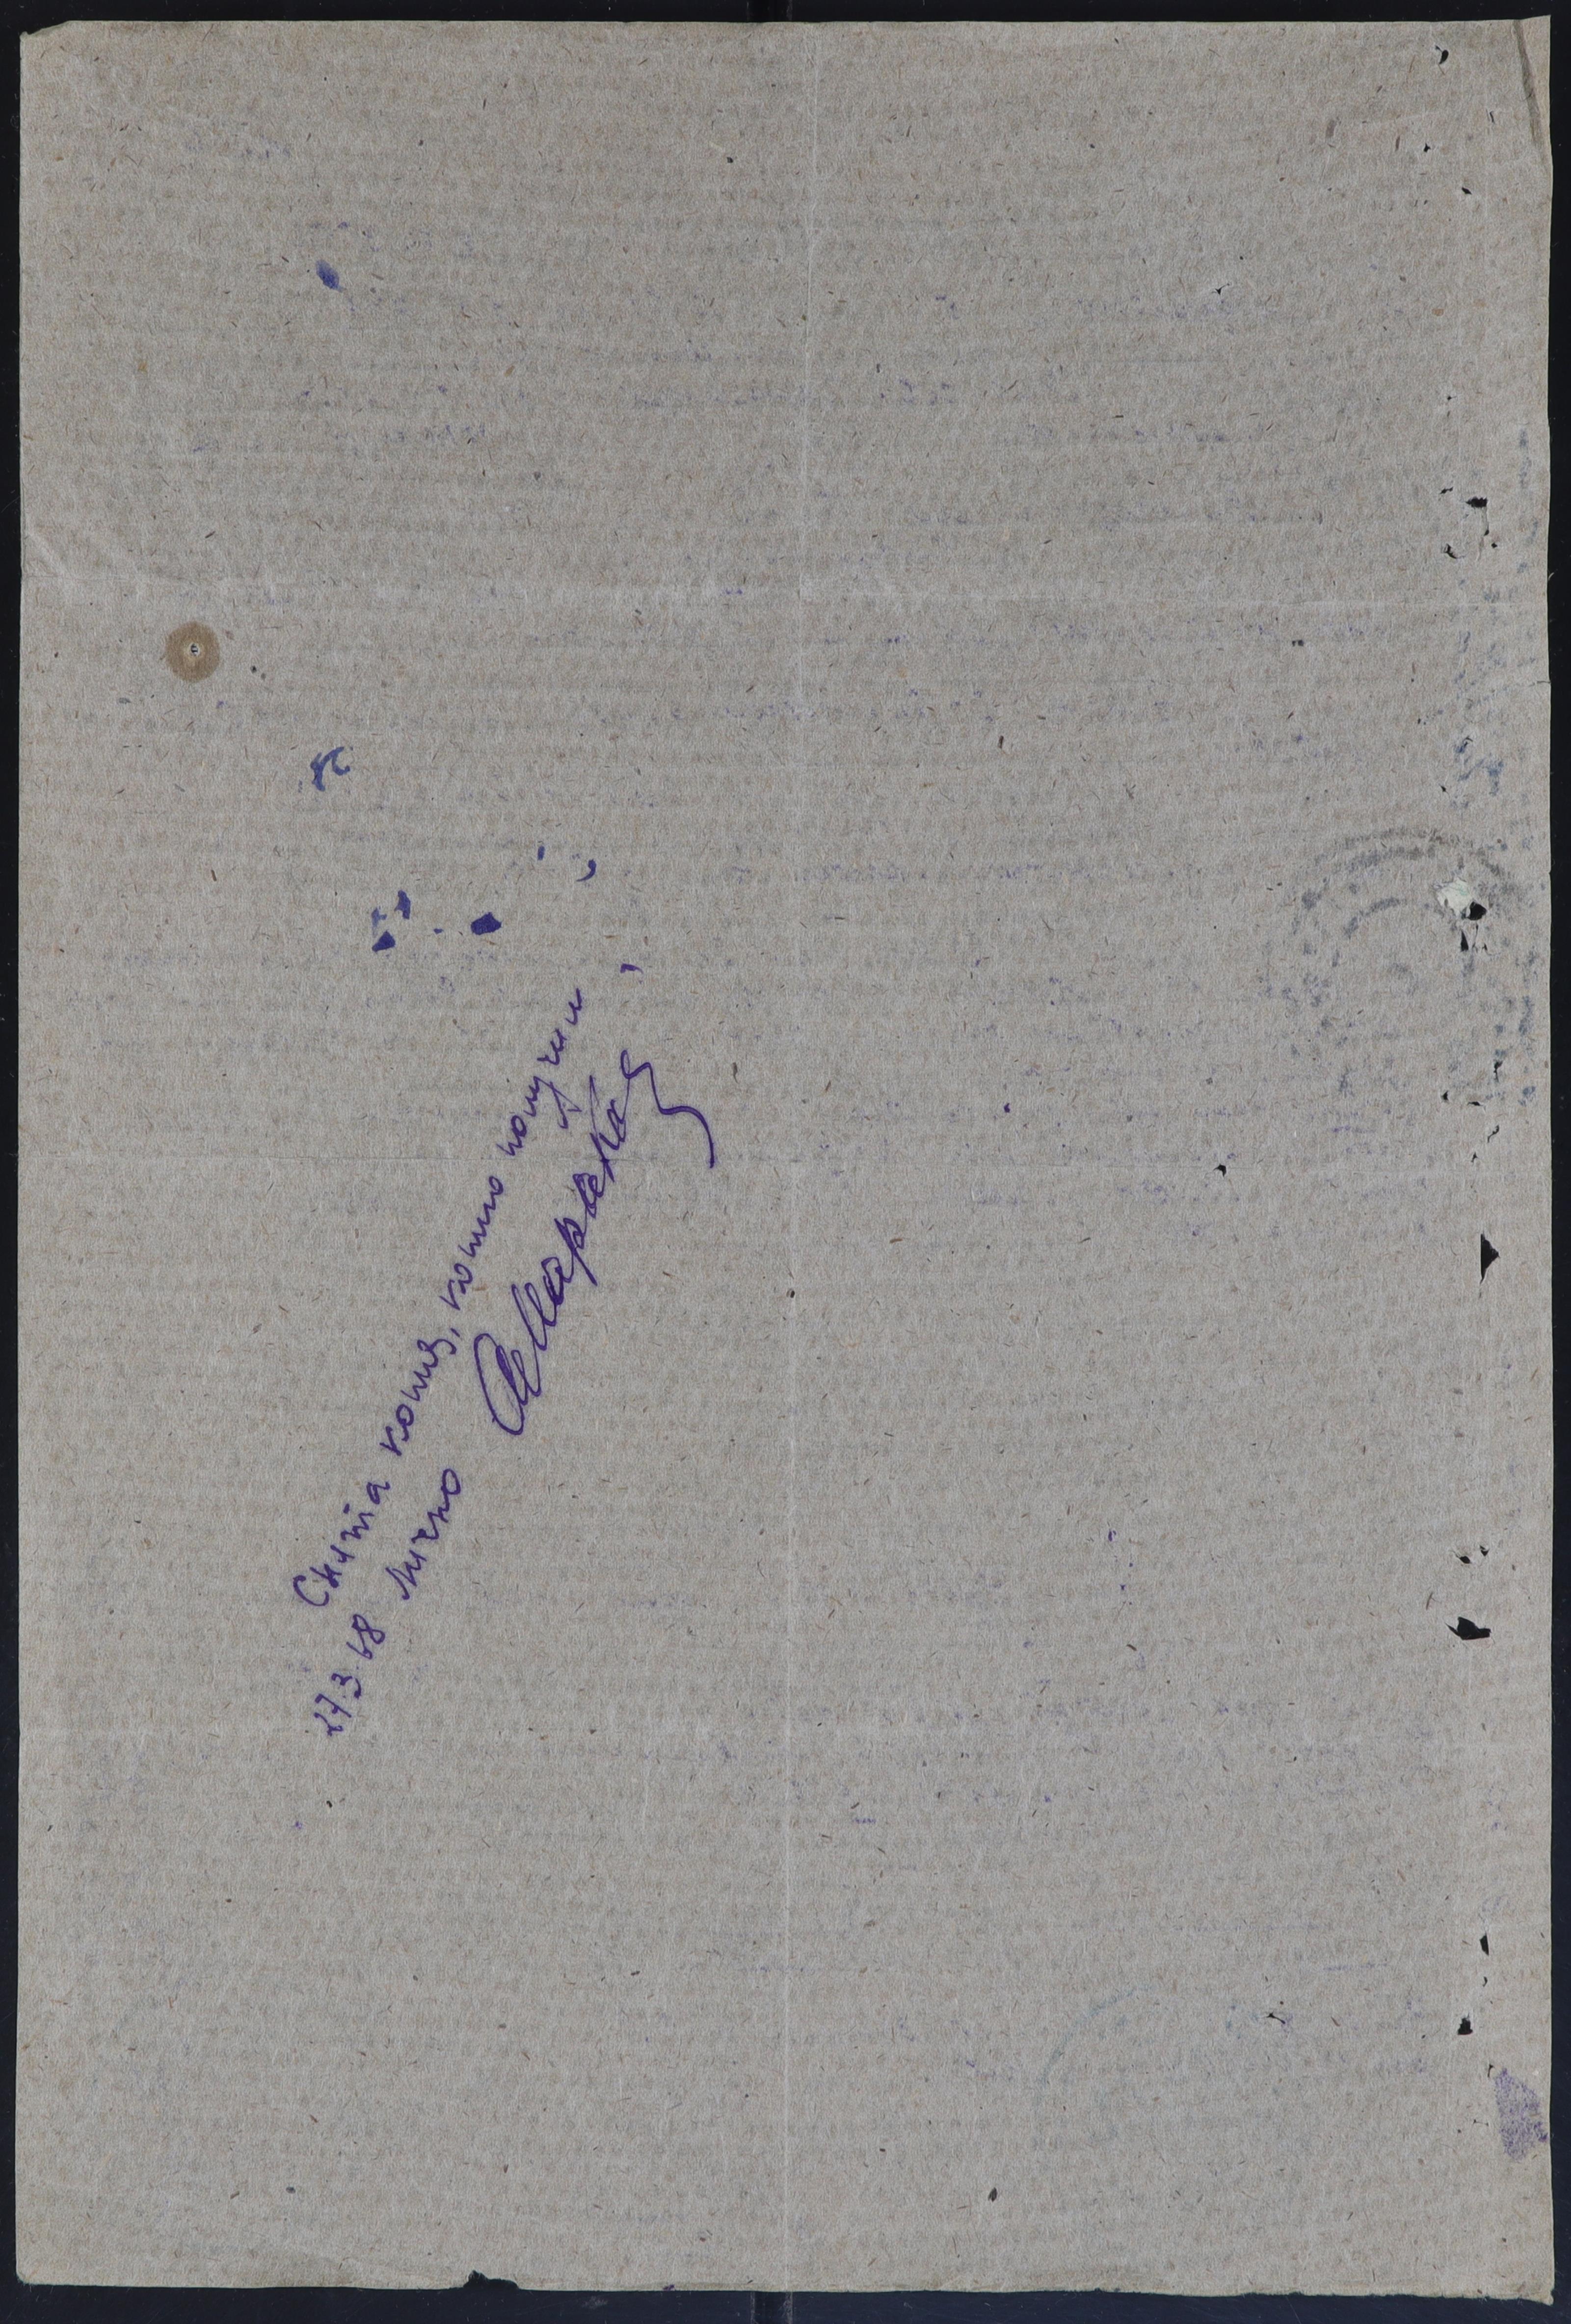 Снята копия, копию получил
27.3.68 Лично